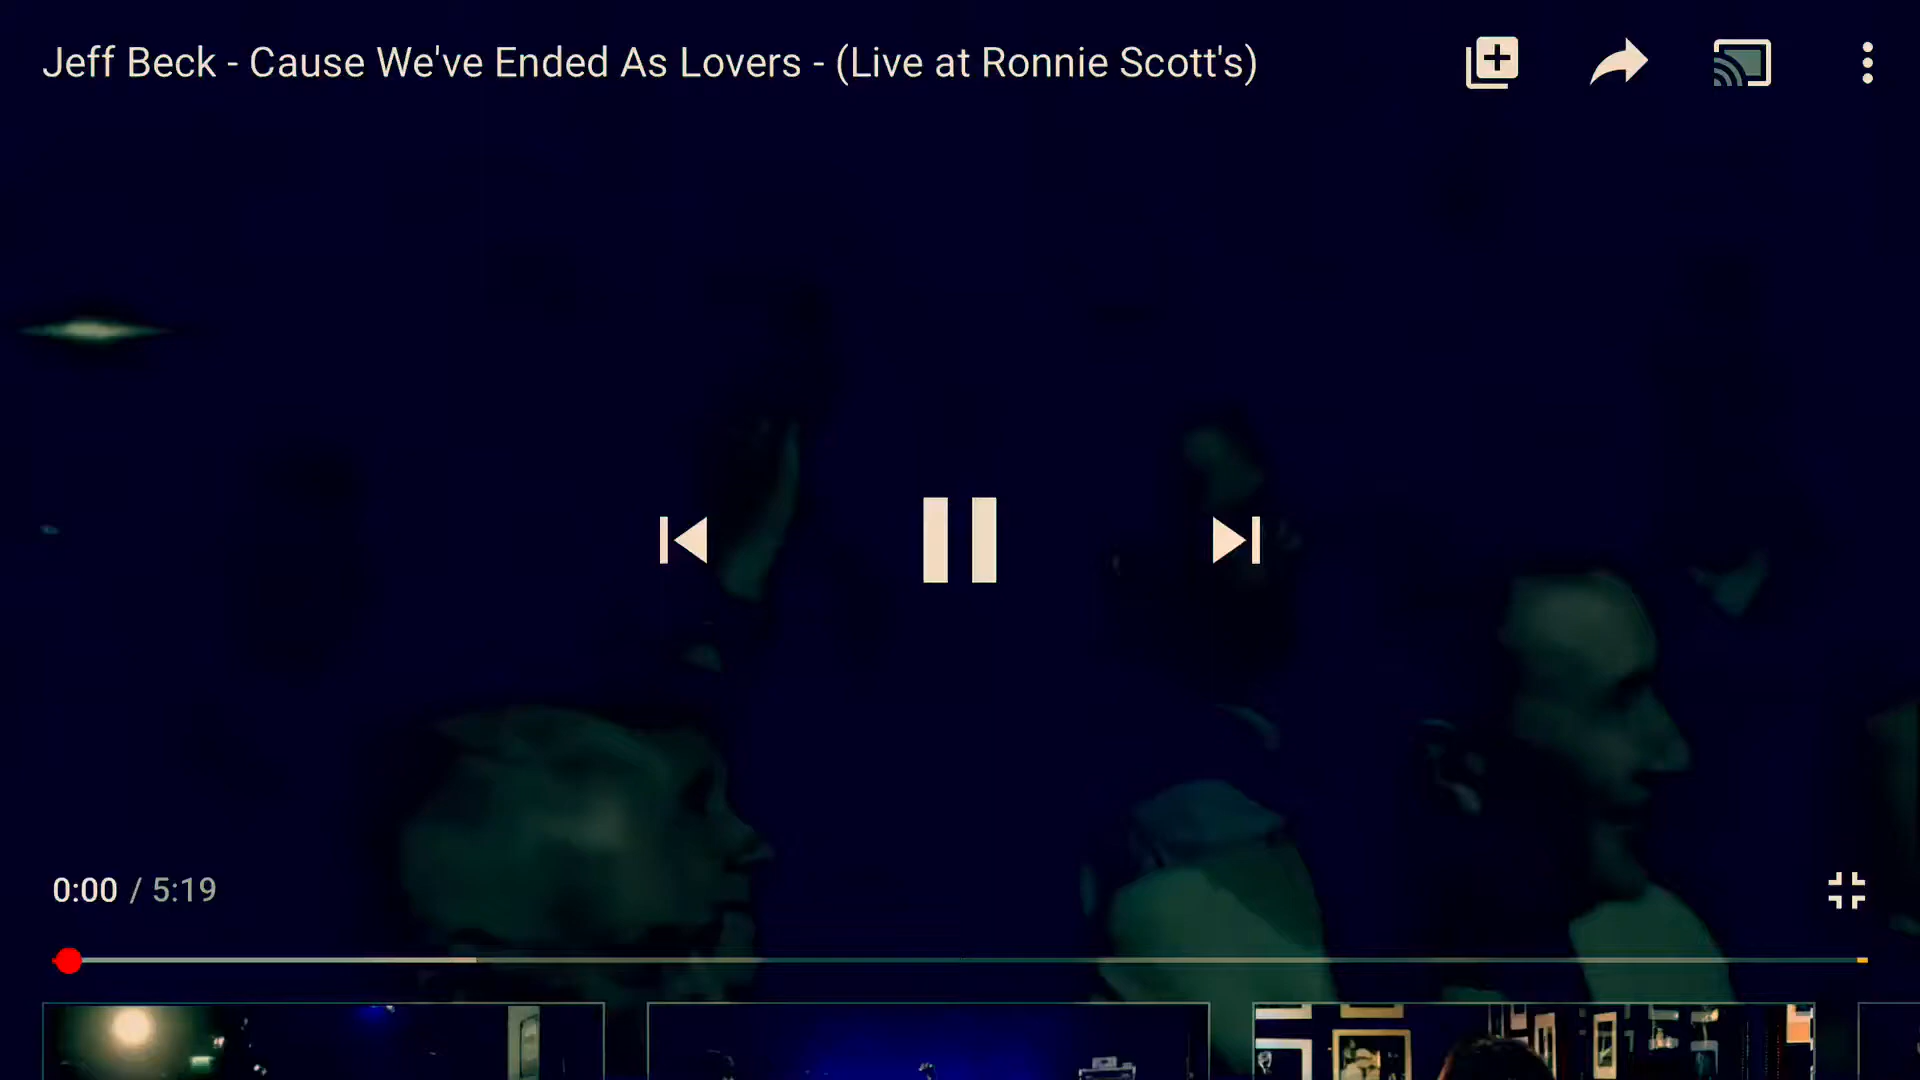 Jeff Beck - Cause We've Ended As Lovers - (Live at Ronnie Scott's)
0:00 / 5:19